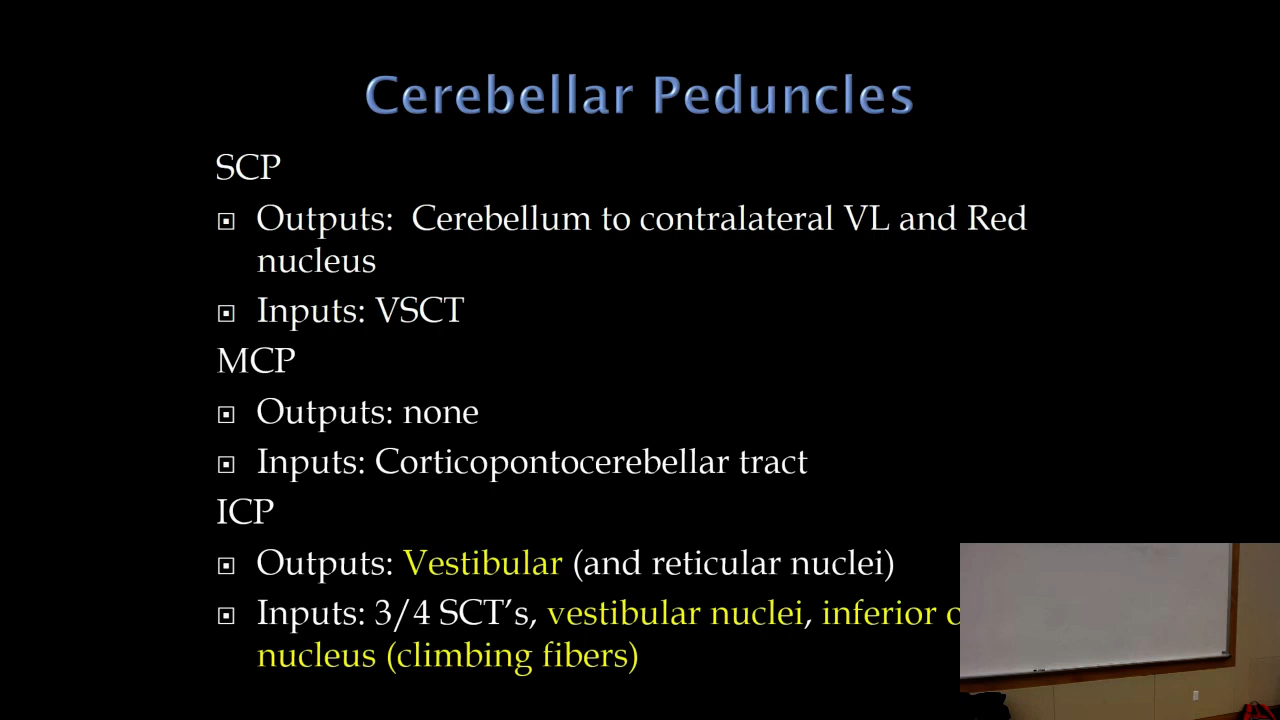 Cerebellar Peduncles
SCP
Outputs: Cerebellum to contralateral VL and Red
nucleus
Inputs: VSCT
MCP
Outputs: none
Inputs: Corticopontocerebellar tract
ICP
Outputs: Vestibular (and reticular nuclei)
Inputs: 3/4 SCT’s, vestibular nuclei, inferior
nucleus (climbing fibers)